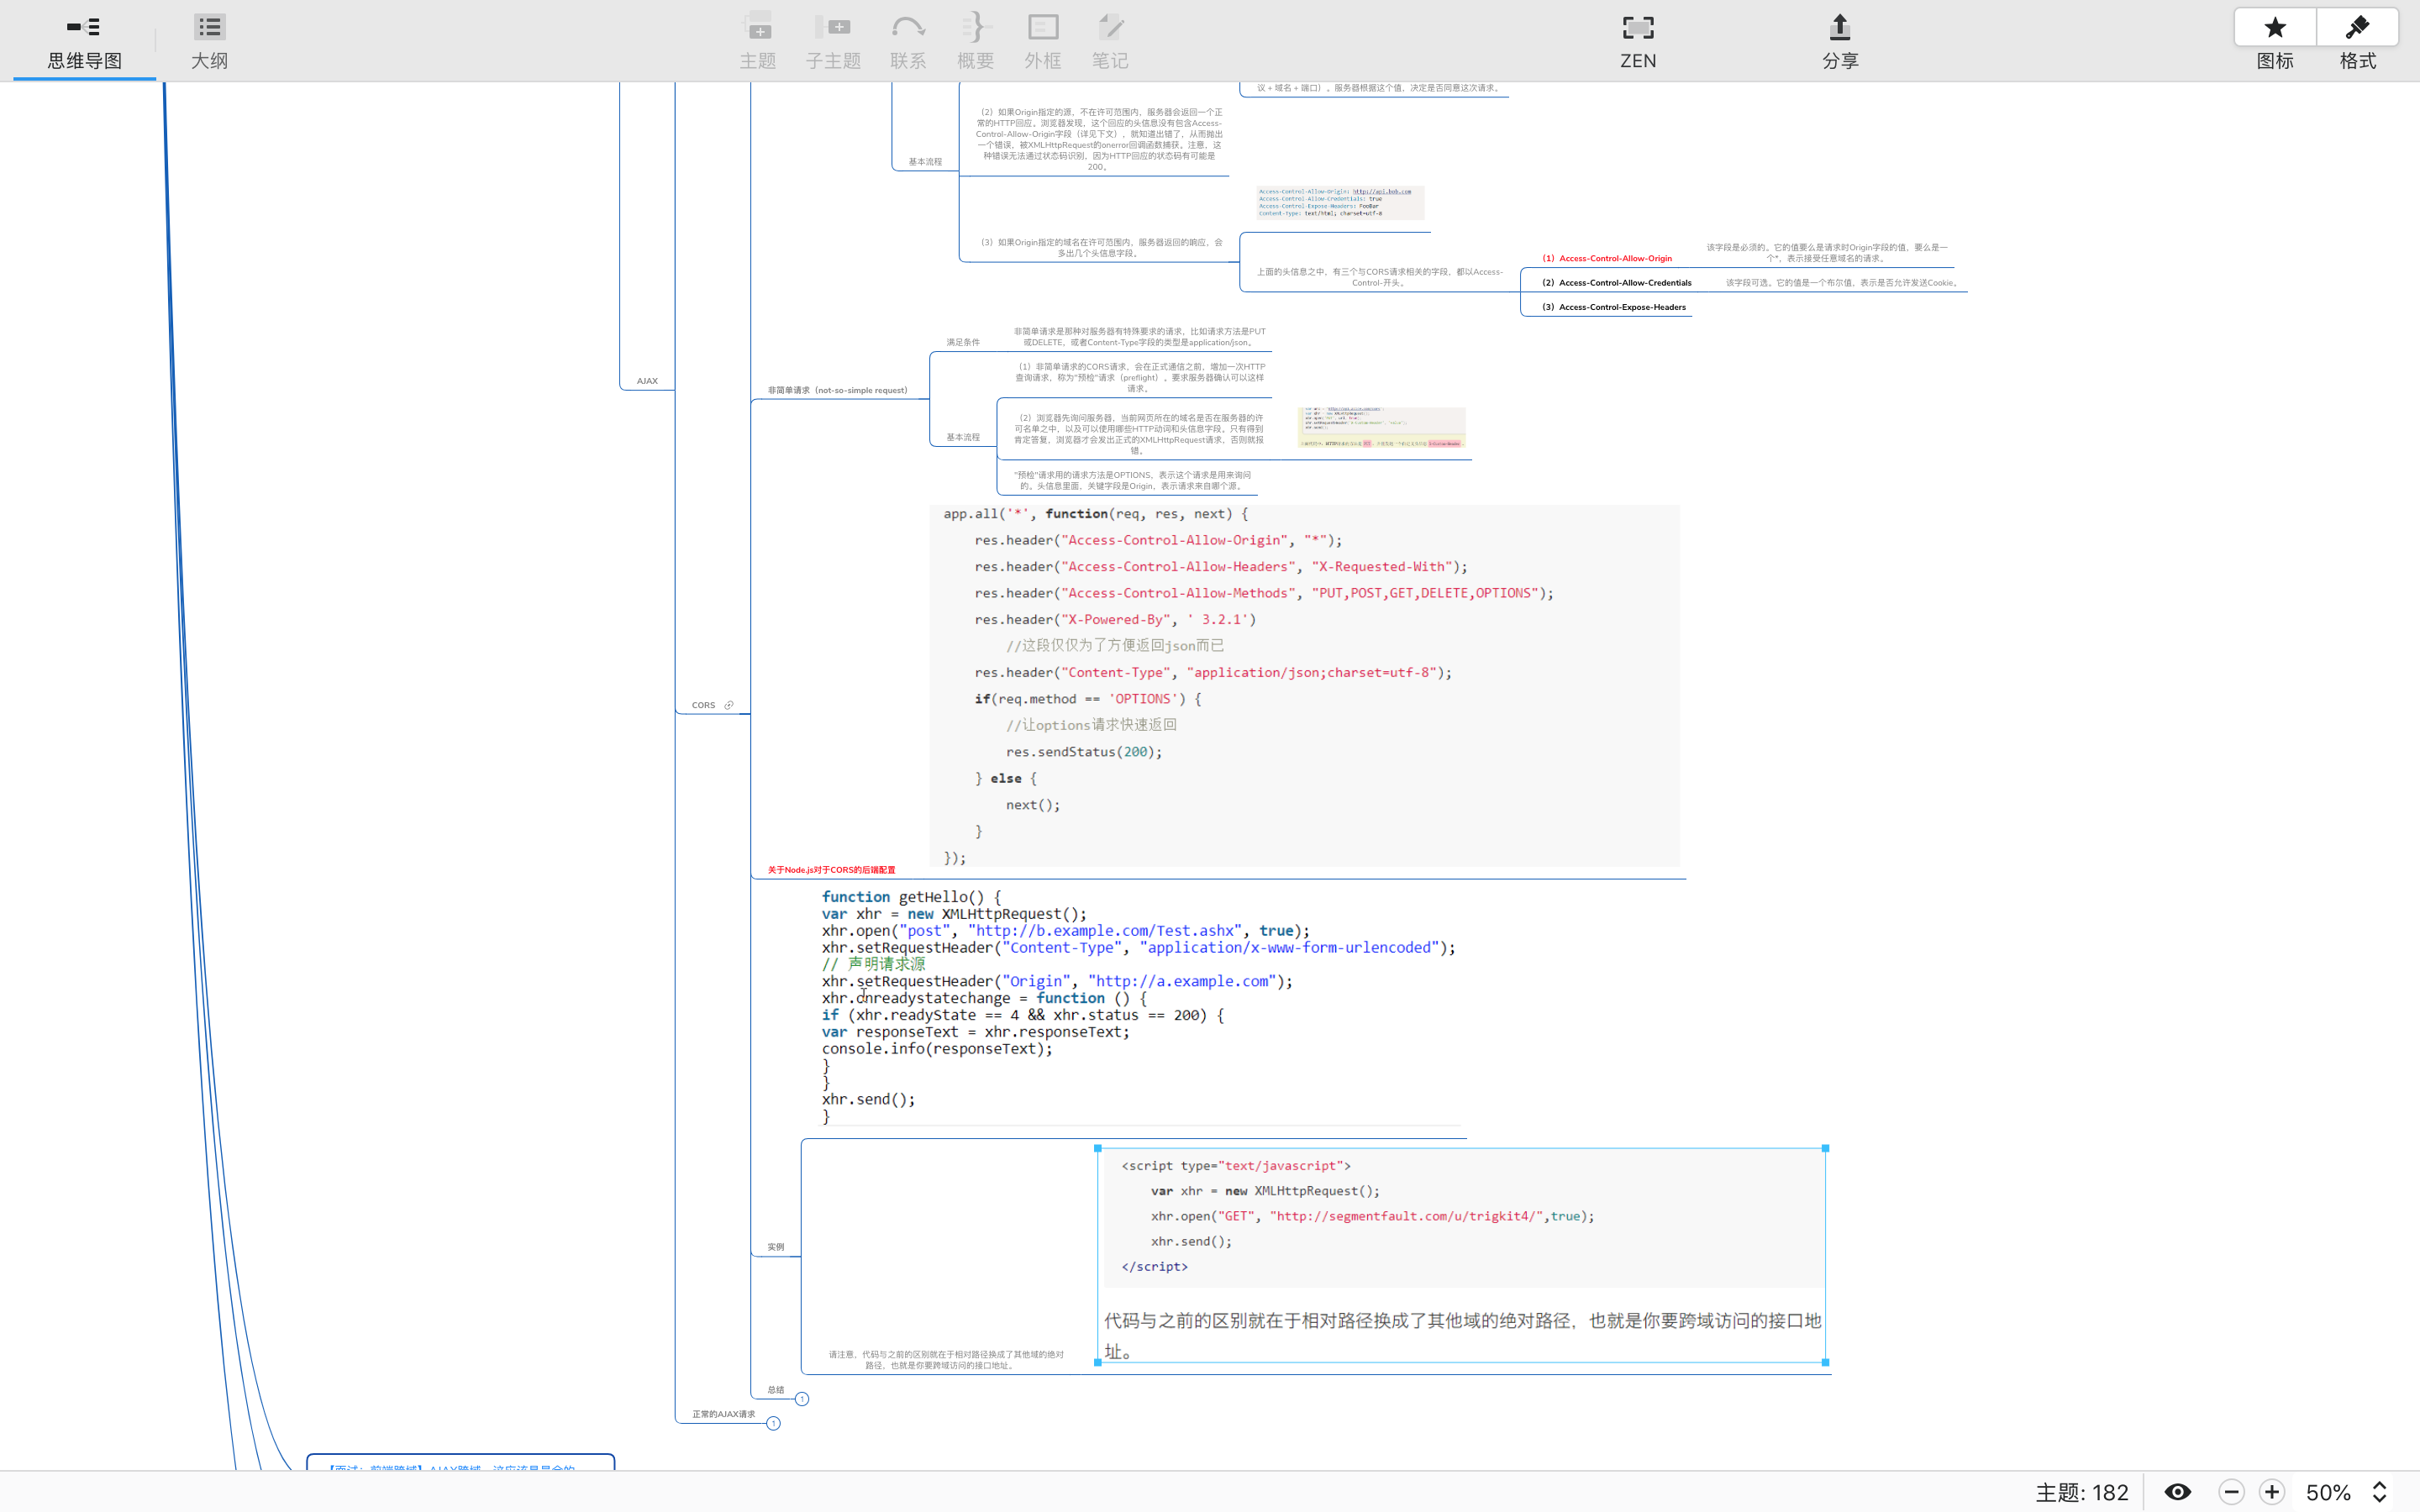 思维导图
大纲
主题
子主题
联系
概要
外框
笔记
ZEN
分享
图标
格式
议 + 域名 + 端口）。服务器根据这个值，决定是否同意这次请求。
（2）如果Origin指定的源，不在许可范围内，服务器会返回一个正
常的HTTP回应。浏览器发现，这个回应的头信息没有包含Access-
Control-Allow-Origin字段（详见下文），就知道出错了，从而抛出
一个错误，被XMLHttpRequest的onerror回调函数捕获。注意，这
种错误无法通过状态码识别，因为HTTP回应的状态码有可能是
200。
基本流程
Access-Control-Allow-Origin: http://api.bob.com
Access-Control-Allow-Credentials: true
Access-Control-Expose-Headers: FooBar
Content-Type: text/html; charset=utf-8
（3）如果Origin指定的域名在许可范围内，服务器返回的响应，会
多出几个头信息字段。
上面的头信息之中，有三个与CORS请求相关的字段，都以Access-
Control-开头。
（1）Access-Control-Allow-Origin
该字段是必须的。它的值要么是请求时Origin字段的值，要么是一
个*，表示接受任意域名的请求。
（2）Access-Control-Allow-Credentials
该字段可选。它的值是一个布尔值，表示是否允许发送Cookie。
（3）Access-Control-Expose-Headers
满足条件
非简单请求是那种对服务器有特殊要求的请求，比如请求方法是PUT
或DELETE，或者Content-Type字段的类型是application/json。
AJAX
非简单请求（not-so-simple request）
（1）非简单请求的CORS请求，会在正式通信之前，增加一次HTTP
查询请求，称为"预检"请求（preflight）。要求服务器确认可以这样
请求。
基本流程
（2）浏览器先询问服务器，当前网页所在的域名是否在服务器的许
可名单之中，以及可以使用哪些HTTP动词和头信息字段。只有得到
肯定答复，浏览器才会发出正式的XMLHttpRequest请求，否则就报
错。
"预检"请求用的请求方法是OPTIONS，表示这个请求是用来询问
的。头信息里面，关键字段是Origin，表示请求来自哪个源。
app.all('*', function(req, res, next) {
res.header("Access-Control-Allow-Origin", "*");
res.header("Access-Control-Allow-Headers", "X-Requested-With");
res.header("Access-Control-Allow-Methods", "PUT,POST,GET,DELETE,OPTIONS");
res.header("X-Powered-By", ' 3.2.1')
//这段仅仅为了方便返回json而已
res.header("Content-Type", "application/json;charset=utf-8");
if(req.method == 'OPTIONS') {
//让options请求快速返回
res.sendStatus(200);
} else {
next();
}
});
CORS
关于Node.js对于CORS的后端配置
function getHello() {
var xhr = new XMLHttpRequest();
xhr.open("post", "http://b.example.com/Test.ashx", true);
xhr.setRequestHeader("Content-Type", "application/x-www-form-urlencoded");
// 声明请求源
xhr.setRequestHeader("Origin", "http://a.example.com");
xhr.onreadystatechange = function () {
if (xhr.readyState == 4 && xhr.status == 200) {
var responseText = xhr.responseText;
console.info(responseText);
}
}
xhr.send();
}
实例
<script type="text/javascript">
var xhr = new XMLHttpRequest();
xhr.open("GET", "http://segmentfault.com/u/trigkit4/",true);
xhr.send();
</script>
代码与之前的区别就在于相对路径换成了其他域的绝对路径，也就是你要跨域访问的接口地
址。
请注意，代码与之前的区别就在于相对路径换成了其他域的绝对
路径，也就是你要跨域访问的接口地址。
总结
1
正常的AJAX请求
1
主题: 182
50%